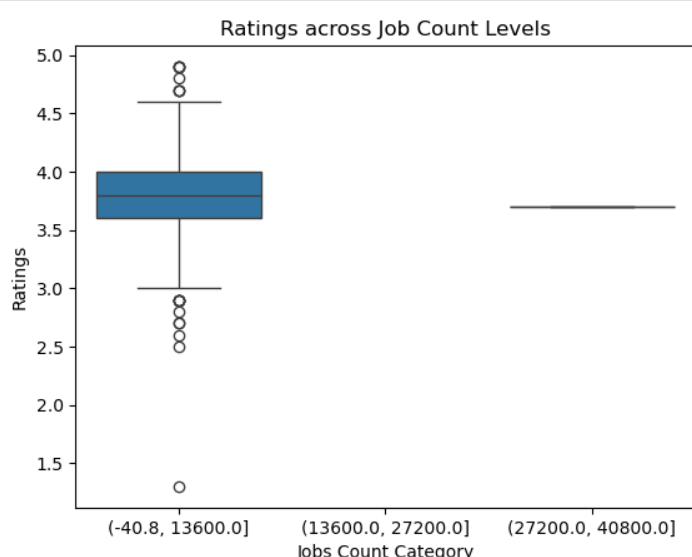 Ratings across Job Count Levels
5.0
4.5
4.0
3.5
3.0
2.5
2.0
1.5
Ratings
(-40.8, 13600.0] (13600.0, 27200.0] (27200.0, 40800.0]
Jobs Count Category